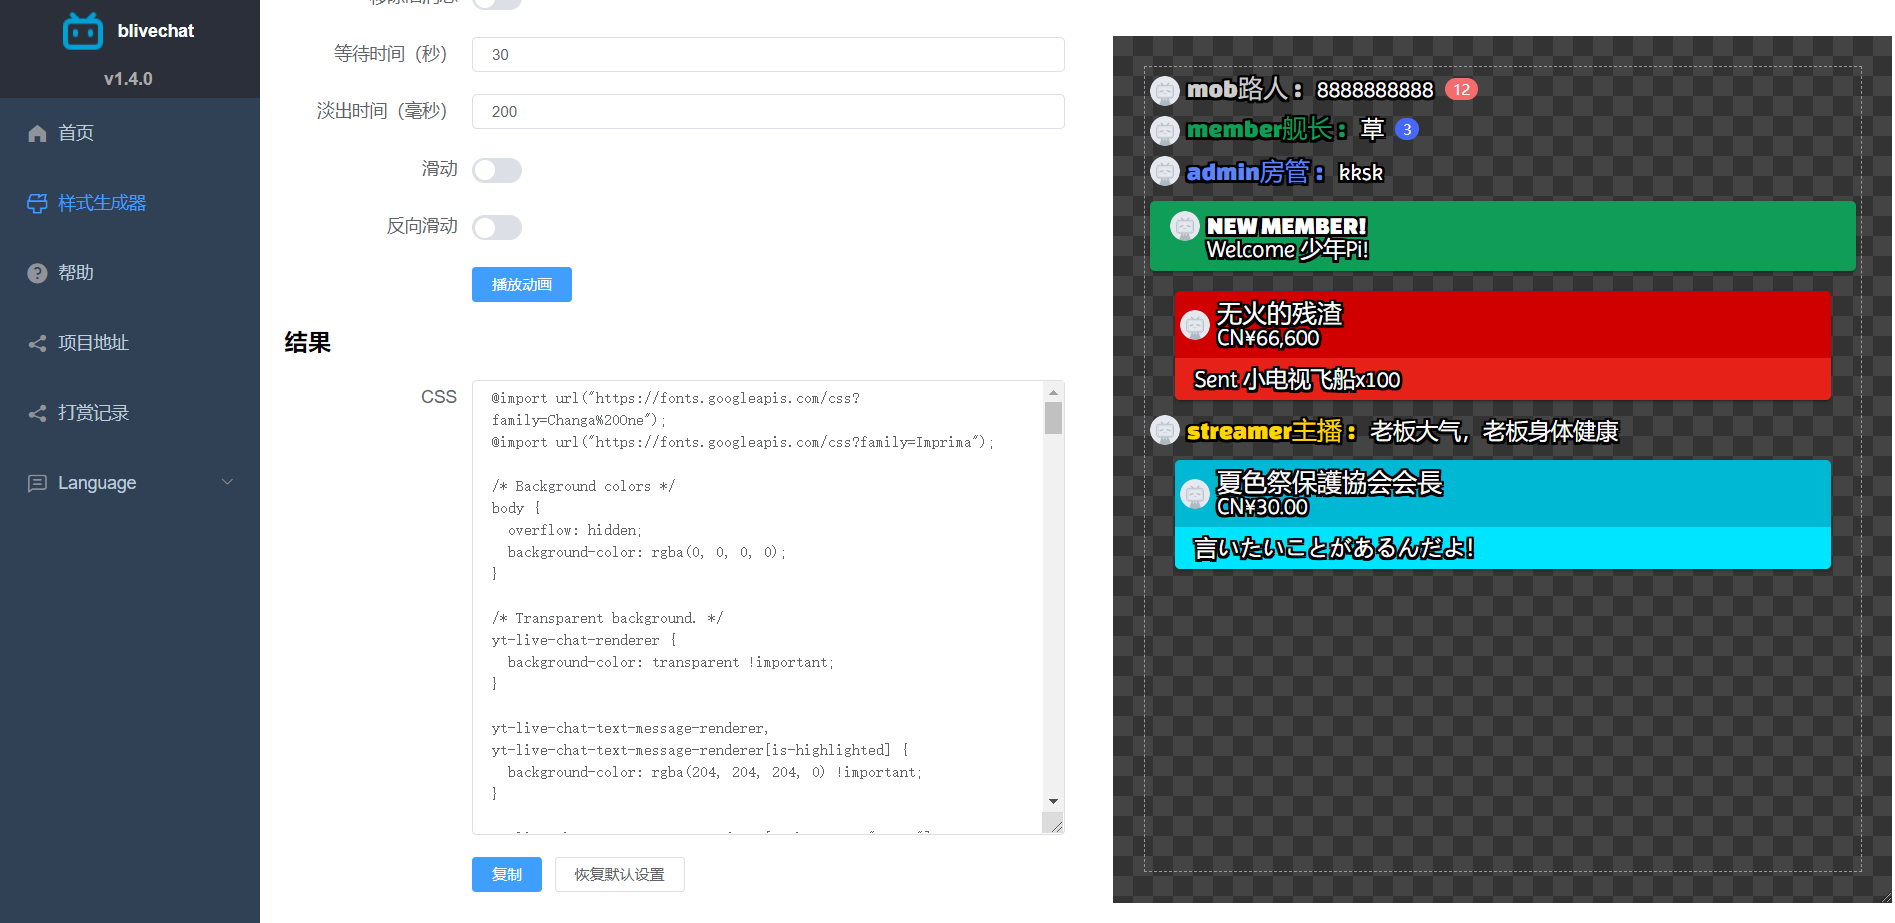 blivechat
v1.4.0
首页
样式生成器
帮助
项目地址
打赏记录
Language
等待时间（秒）
30
淡出时间（毫秒）
200
滑动
反向滑动
播放动画
结果
CSS
@import url("https://fonts.googleapis.com/css?
family=Changa%20One");
@import url("https://fonts.googleapis.com/css?family=Imprima");
/* Background colors */
body {
overflow: hidden;
background-color: rgba(0, 0, 0, 0);
}
/* Transparent background. */
yt-live-chat-renderer {
background-color: transparent !important;
}
yt-live-chat-text-message-renderer,
yt-live-chat-text-message-renderer[is-highlighted] {
background-color: rgba(204, 204, 204, 0) !important;
}
复制
恢复默认设置
mob路人： 8888888888 12
member舰长： 草 3
admin房管： kksk
NEW MEMBER!
Welcome 少年Pi!
无火的残渣
CN¥66,600
Sent 小电视飞船x100
streamer主播： 老板大气，老板身体健康
夏色祭保護協会会長
CN¥30.00
言いたいことがあるんだよ！